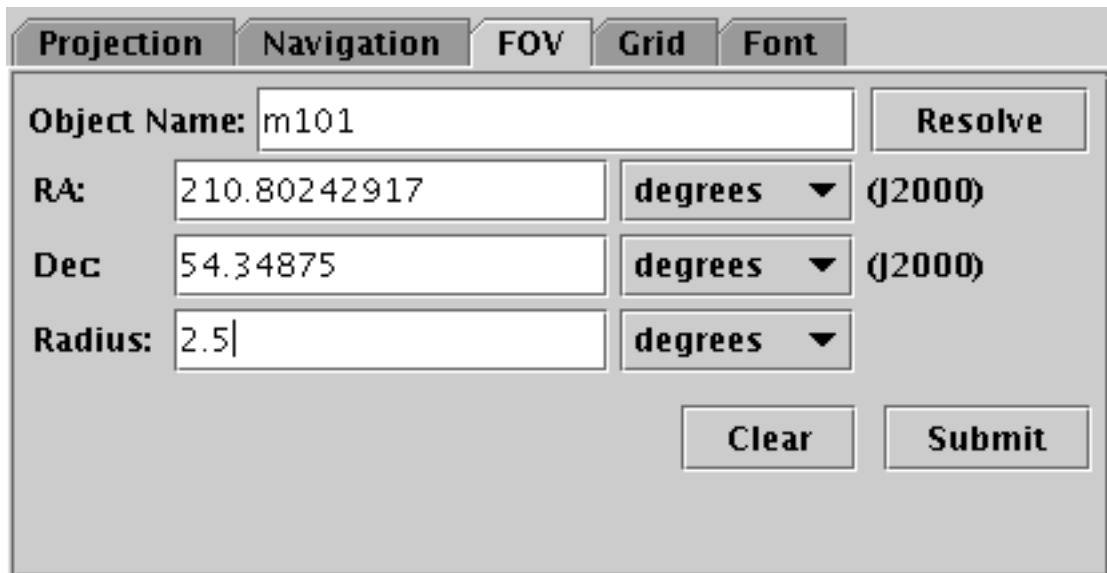 Projection Navigation FOV Grid Font
Object Name: m101 Resolve
RA: 210.80242917 degrees (J2000)
Dec: 54.34875 degrees (J2000)
Radius: 2.5 degrees
Clear Submit